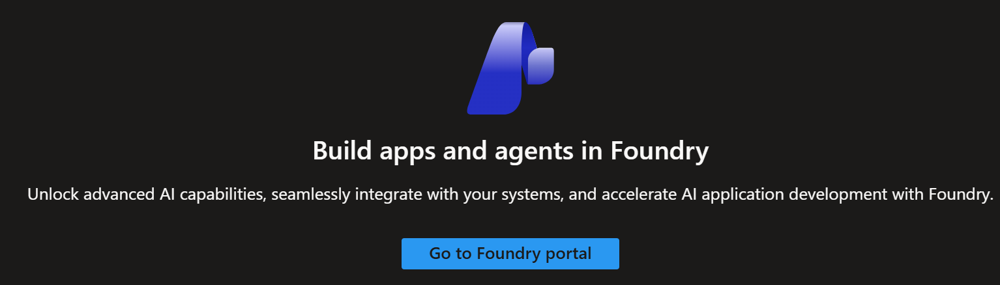 Build apps and agents in Foundry
Unlock advanced AI capabilities, seamlessly integrate with your systems, and accelerate AI application development with Foundry.
Go to Foundry portal